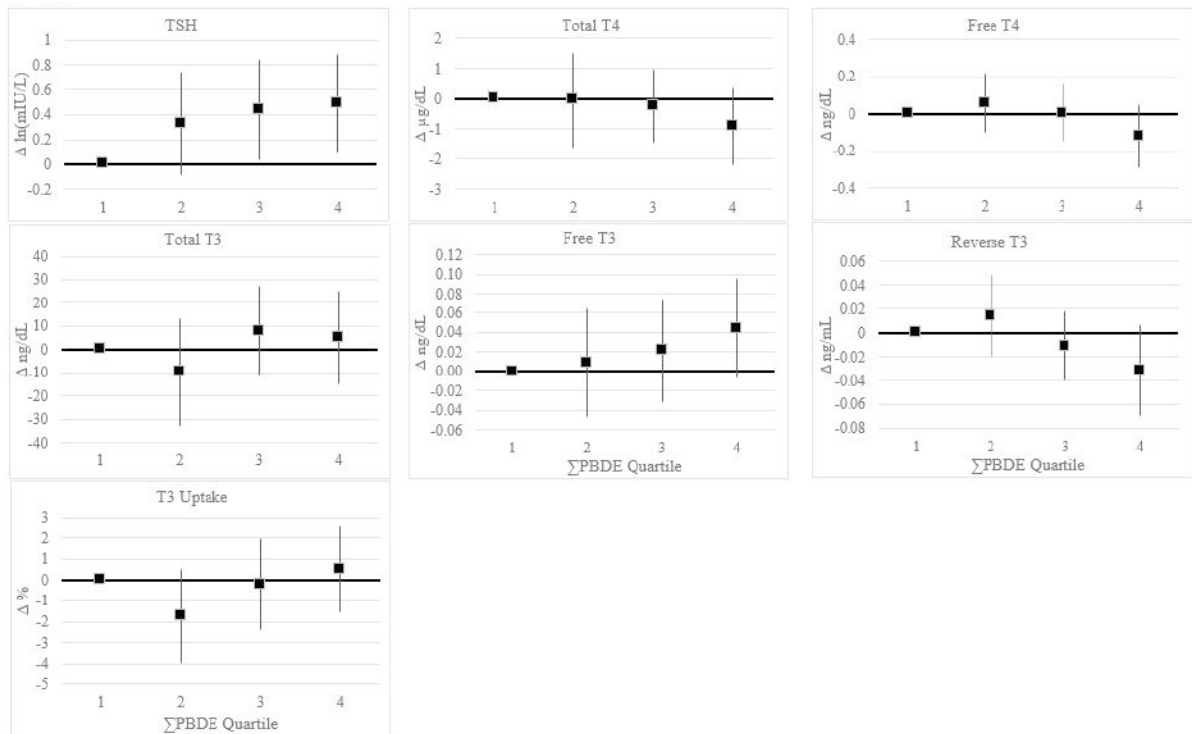 TSH
Δ ln(mIU/L)
1
0.8
0.6
0.4
0.2
0
-0.2
1 2 3 4
Total T4
Δ µg/dL
2
1
0
-1
-2
-3
1 2 3 4
Free T4
Δ ng/dL
0.4
0.2
0
-0.2
-0.4
1 2 3 4
Total T3
Δ ng/dL
40
30
20
10
0
-10
-20
-30
-40
1 2 3 4
Free T3
Δ ng/dL
0.12
0.10
0.08
0.06
0.04
0.02
0.00
-0.02
-0.04
-0.06
1 2 3 4
∑PBDE Quartile
Reverse T3
Δ ng/mL
0.06
0.04
0.02
0
-0.02
-0.04
-0.06
-0.08
1 2 3 4
∑PBDE Quartile
T3 Uptake
Δ %
3
2
1
0
-1
-2
-3
-4
-5
1 2 3 4
∑PBDE Quartile